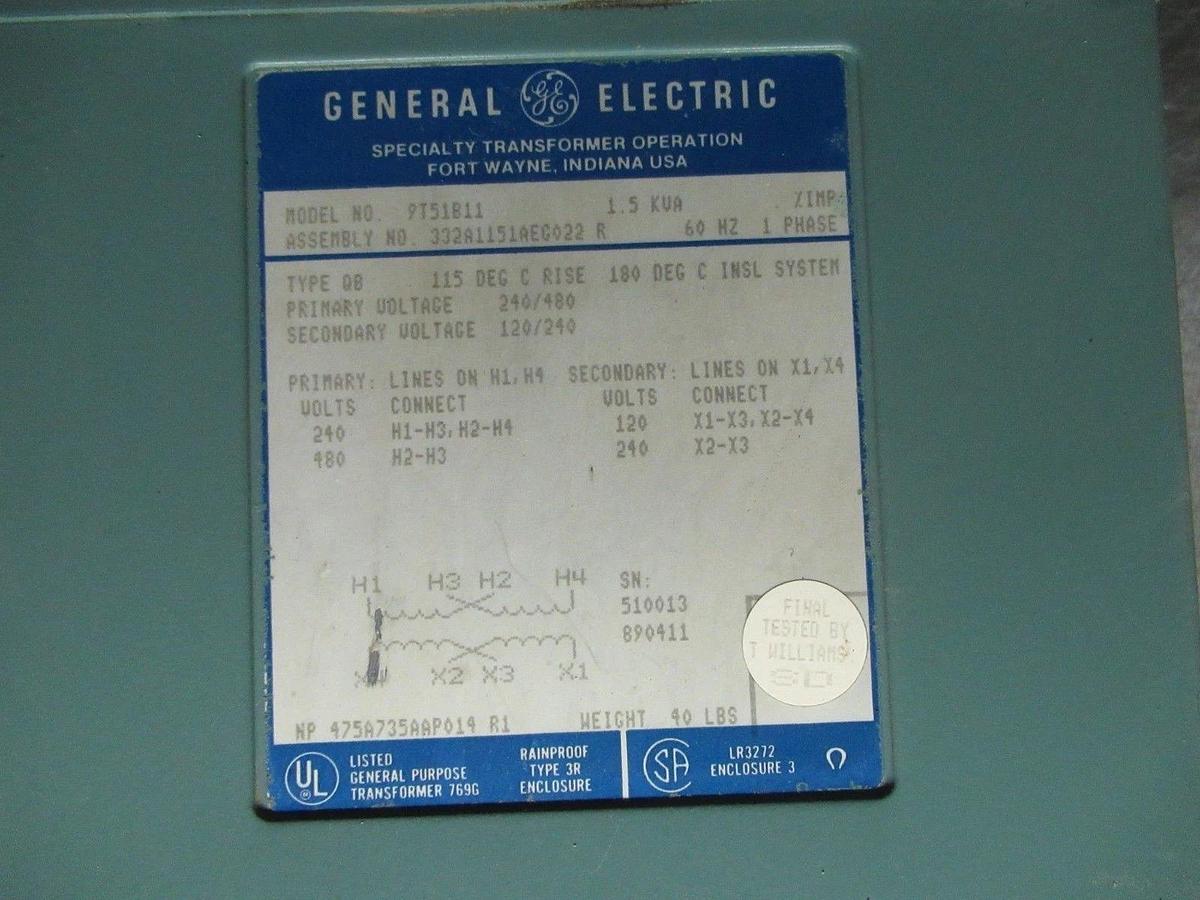 GENERAL GE ELECTRIC
SPECIALTY TRANSFORMER OPERATION
FORT WAYNE, INDIANA USA
MODEL NO. 9T51B11 1.5 KVA . %IMP
ASSEMBLY NO. 332A1151AEG022 R 60 HZ 1 PHASE
TYPE QB 115 DEG C RISE 180 DEG C INSL SYSTEM
PRIMARY VOLTAGE 240/480
SECONDARY VOLTAGE 120/240
PRIMARY: LINES ON H1,H4 SECONDARY: LINES ON X1,X4
VOLTS CONNECT VOLTS CONNECT
240 H1-H3,H2-H4 120 X1-X3,X2-X4
480 H2-H3 240 X2-X3
H1 H3 H2 H4 SN:
510013
890411
X4 X2 X3 X1
FINAL
TESTED BY
T WILLIAMS
NP 475A735AAP014 R1 WEIGHT 40 LBS
UL LISTED
GENERAL PURPOSE
TRANSFORMER 769G
RAINPROOF
TYPE 3R
ENCLOSURE
SA LR3272
ENCLOSURE 3